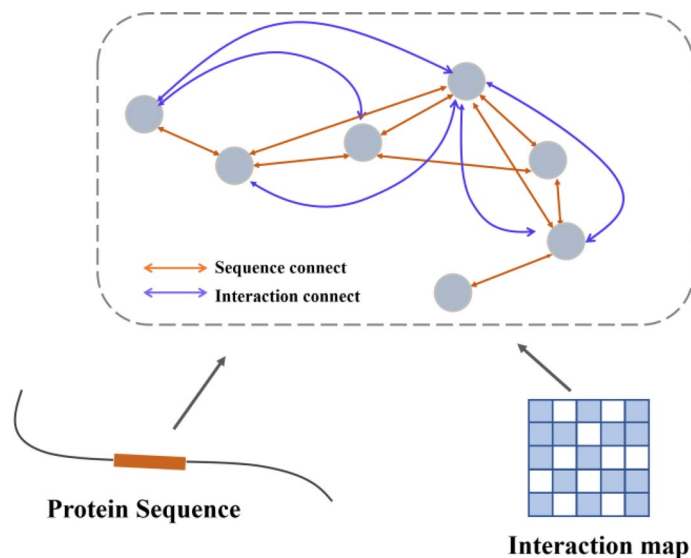 Sequence connect
Interaction connect
Protein Sequence
Interaction map